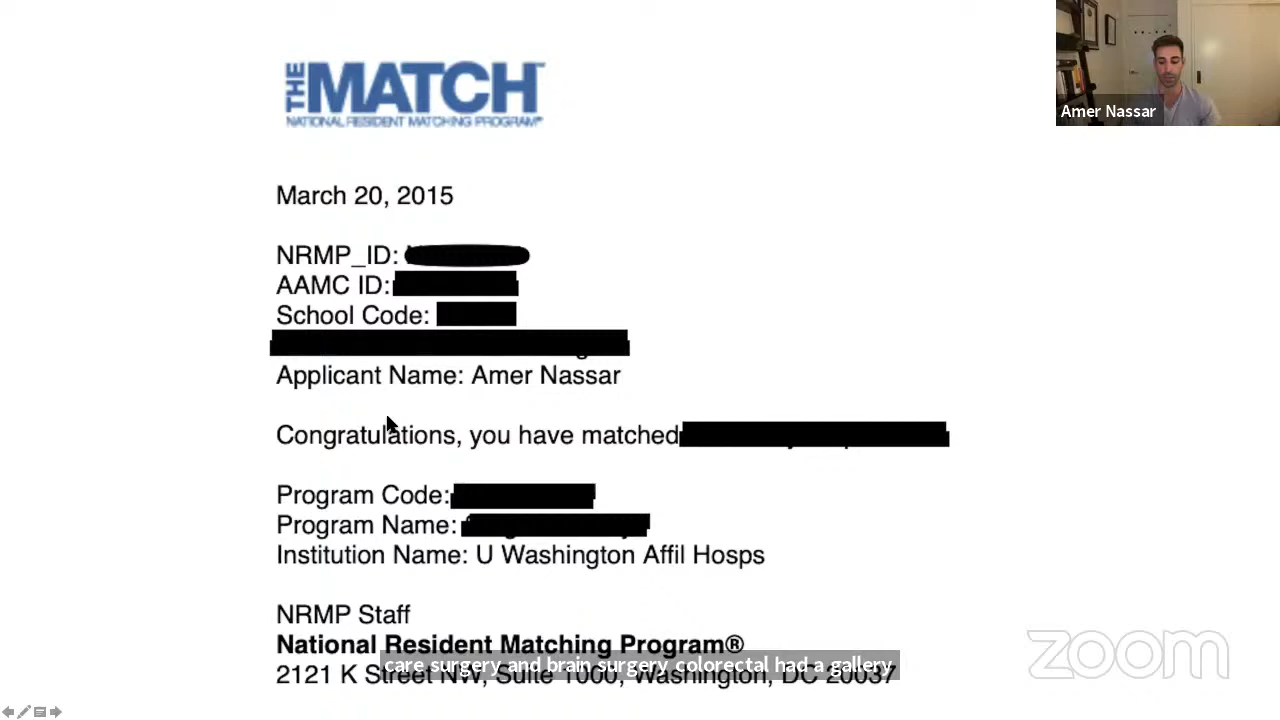 THE MATCH™
NATIONAL RESIDENT MATCHING PROGRAM®
Amer Nassar
March 20, 2015
NRMP_ID:
AAMC ID:
School Code:
Applicant Name: Amer Nassar
Congratulations, you have matched
Program Code:
Program Name:
Institution Name: U Washington Affil Hosps
NRMP Staff
National Resident Matching Program®
care surgery and brain surgery colorectal had a gallery
2121 K Street NW, Suite 1000, Washington, DC 20037
zoom